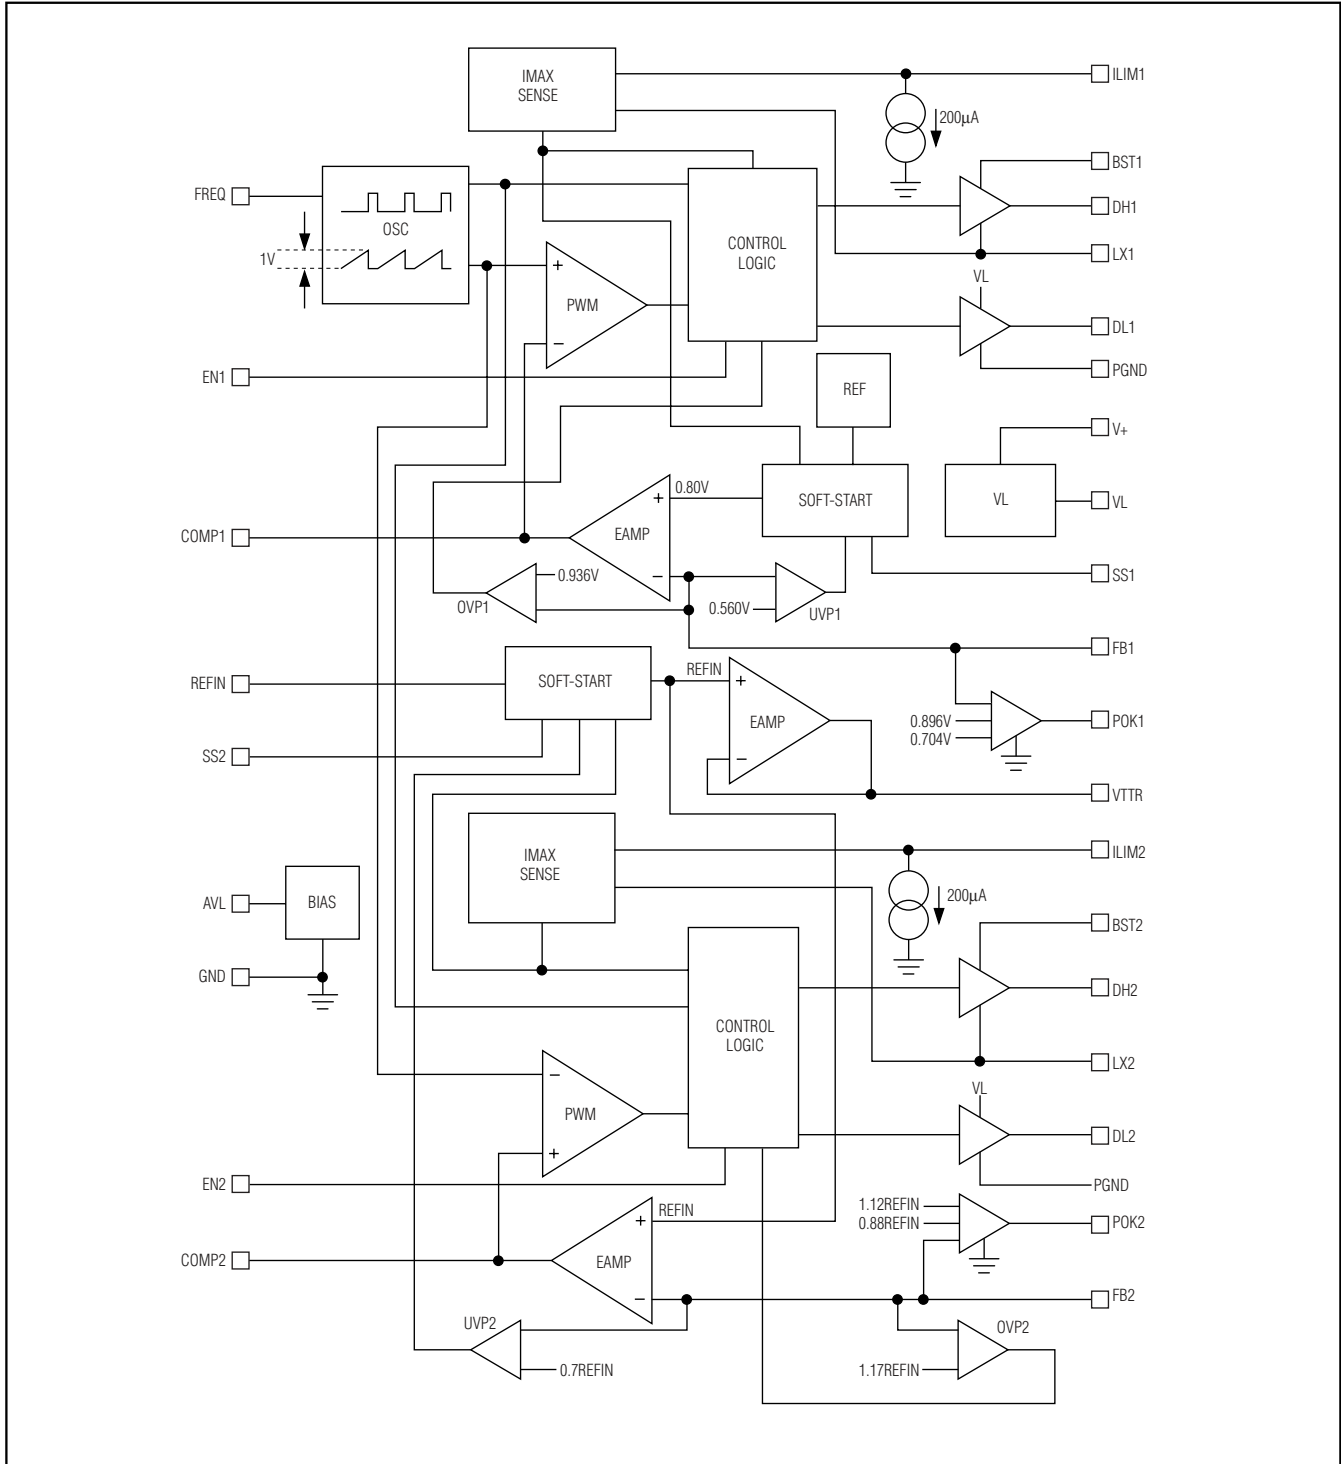 IMAX
SENSE
ILIM1
200µA
BST1
FREQ
OSC
DH1
CONTROL
LOGIC
1V
LX1
VL
PWM
DL1
EN1
PGND
REF
V+
0.80V
SOFT-START
VL
VL
COMP1
EAMP
0.936V
SS1
OVP1
0.560V
UVP1
FB1
REFIN
SOFT-START
REFIN
EAMP
0.896V
0.704V
POK1
SS2
VTTR
IMAX
SENSE
ILIM2
200µA
AVL
BIAS
BST2
GND
DH2
CONTROL
LOGIC
LX2
VL
PWM
DL2
EN2
PGND
1.12REFIN
0.88REFIN
POK2
REFIN
COMP2
EAMP
FB2
UVP2
OVP2
0.7REFIN
1.17REFIN